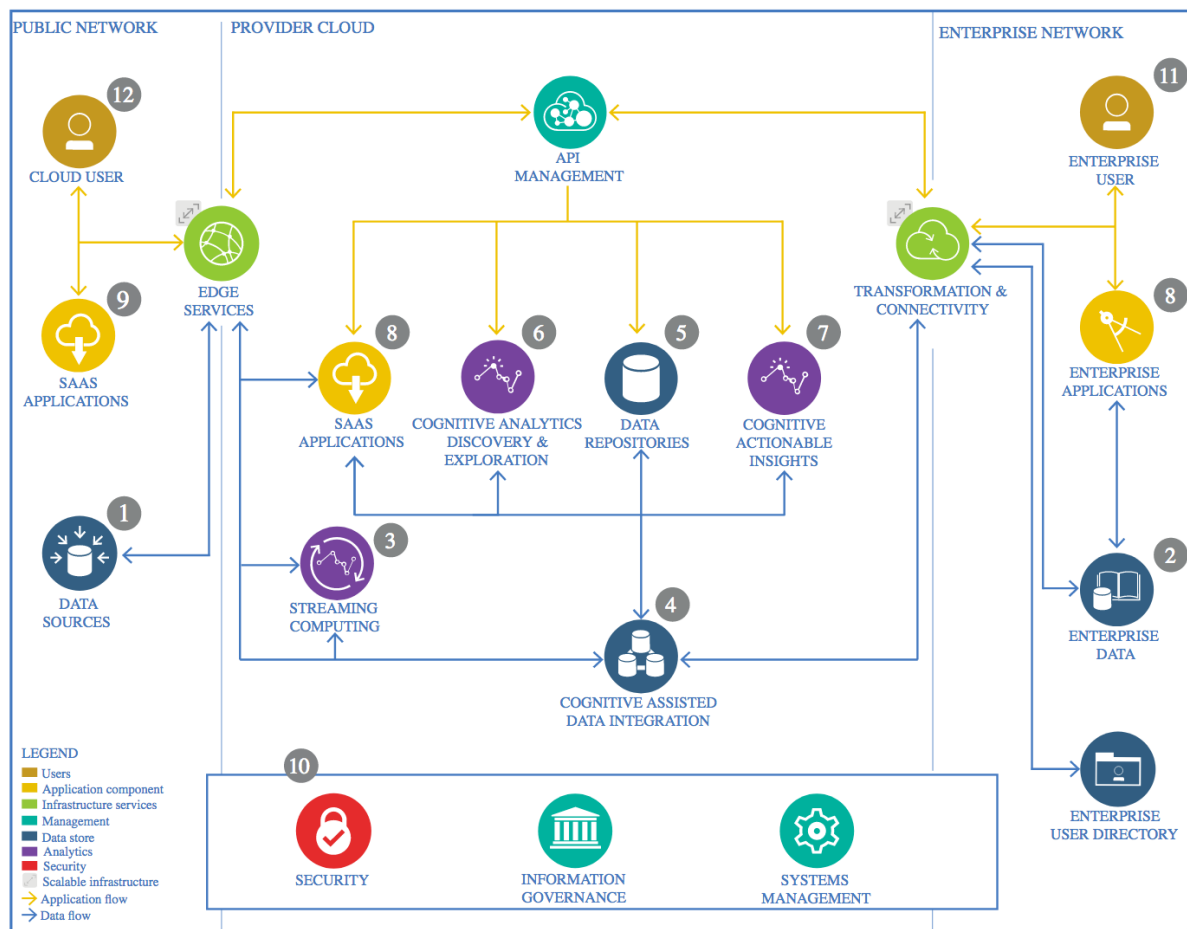 PUBLIC NETWORK
PROVIDER CLOUD
ENTERPRISE NETWORK
12
CLOUD USER
API
MANAGEMENT
11
ENTERPRISE
USER
EDGE
SERVICES
TRANSFORMATION &
CONNECTIVITY
9
SAAS
APPLICATIONS
8
SAAS
APPLICATIONS
6
COGNITIVE ANALYTICS
DISCOVERY &
EXPLORATION
5
DATA
REPOSITORIES
7
COGNITIVE
ACTIONABLE
INSIGHTS
8
ENTERPRISE
APPLICATIONS
1
DATA
SOURCES
3
STREAMING
COMPUTING
4
COGNITIVE ASSISTED
DATA INTEGRATION
2
ENTERPRISE
DATA
ENTERPRISE
USER DIRECTORY
LEGEND
Users
Application component
Infrastructure services
Management
Data store
Analytics
Security
Scalable infrastructure
Application flow
Data flow
10
SECURITY
INFORMATION
GOVERNANCE
SYSTEMS
MANAGEMENT